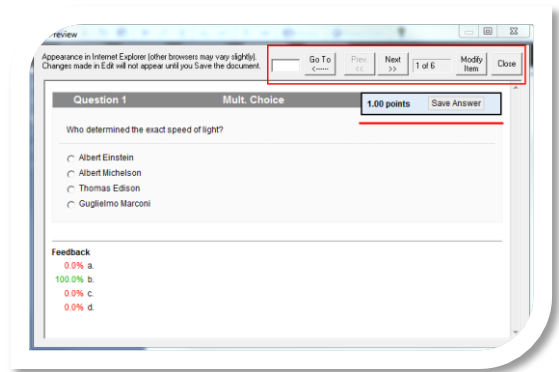 Preview
Appearance in Internet Explorer (other browsers may vary slightly).
Changes made in Edit will not appear until you Save the document.
Go To
<-----
Prev
<<
Next
>>
1 of 6
Modify
Item
Close
Question 1 Mult. Choice 1.00 points Save Answer
Who determined the exact speed of light?
Albert Einstein
Albert Michelson
Thomas Edison
Guglielmo Marconi
Feedback
0.0% a.
100.0% b.
0.0% c.
0.0% d.